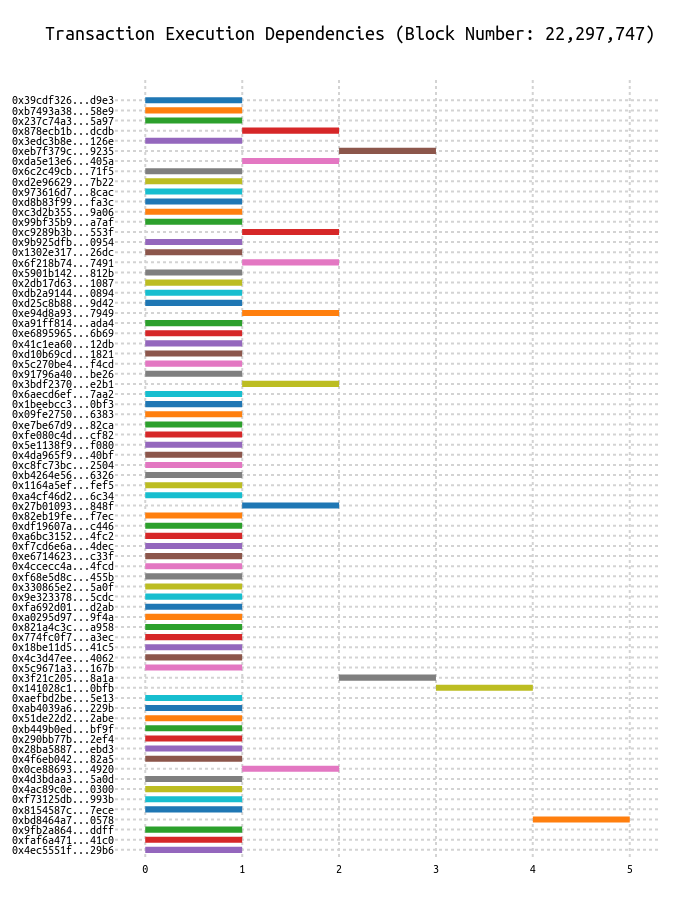 Transaction Execution Dependencies (Block Number: 22,297,747)
0x39cdf326...d9e3
0xb7493a38...58e9
0x237c74a3...5a97
0x878ecb1b...dcdb
0x3edc3b8e...126e
0xeb7f379c...9235
0xda5e13e6...405a
0x6c2c49cb...71f5
0xd2e96629...7b22
0x973616d7...8cac
0xd8b83f99...fa3c
0xc3d2b355...9a06
0x99bf35b9...a7af
0xc9289b3b...553f
0x9b925dfb...0954
0x1302e317...26dc
0x6f218b74...7491
0x5901b142...812b
0x2db17d63...1087
0xdb2a9144...0894
0xd25c8b88...9d42
0xe94d8a93...7949
0xa91ff814...ada4
0xe6895965...6b69
0x41c1ea60...12db
0xd10b69cd...1821
0x5c270be4...f4cd
0x91796a40...be26
0x3bdf2370...e2b1
0x6aecd6ef...7aa2
0x1beebcc3...0bf3
0x09fe2750...6383
0xe7be67d9...82ca
0xfe080c4d...cf82
0x5e1138f9...f080
0x4da965f9...40bf
0xc8fc73bc...2504
0xb4264e56...6326
0x1164a5ef...fef5
0xa4cf46d2...6c34
0x27b01093...848f
0x82eb19fe...f7ec
0xdf19607a...c446
0xa6bc3152...4fc2
0xf7cd6e6a...4dec
0xe6714623...c33f
0x4ccecc4a...4fcd
0xf68e5d8c...455b
0x330865e2...5a0f
0x9e323378...5cdc
0xfa692d01...d2ab
0xa0295d97...9f4a
0x821a4c3c...a958
0x774fc0f7...a3ec
0x18be11d5...41c5
0x4c3d47ee...4062
0x5c9671a3...167b
0x3f21c205...8a1a
0x141028c1...0bfb
0xaefbd2be...5e13
0xab4039a6...229b
0x51de22d2...2abe
0xb449b0ed...bf9f
0x290bb77b...2ef4
0x28ba5887...ebd3
0x4f6eb042...82a5
0x0ce88693...4920
0x4d3bdaa3...5a0d
0x4ac89c0e...0300
0xf73125db...993b
0x8154587c...7ece
0xbd8464a7...0578
0x9fb2a864...ddff
0xfaf6a471...41c0
0x4ec5551f...29b6
0 1 2 3 4 5